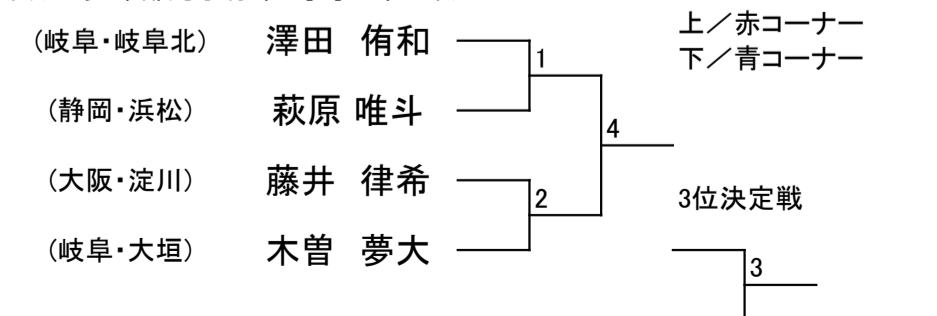 (岐阜・岐阜北) 澤田 侑和
1
上／赤コーナー
下／青コーナー
(静岡・浜松) 萩原 唯斗
4
(大阪・淀川) 藤井 律希
2
3位決定戦
(岐阜・大垣) 木曽 夢大
3